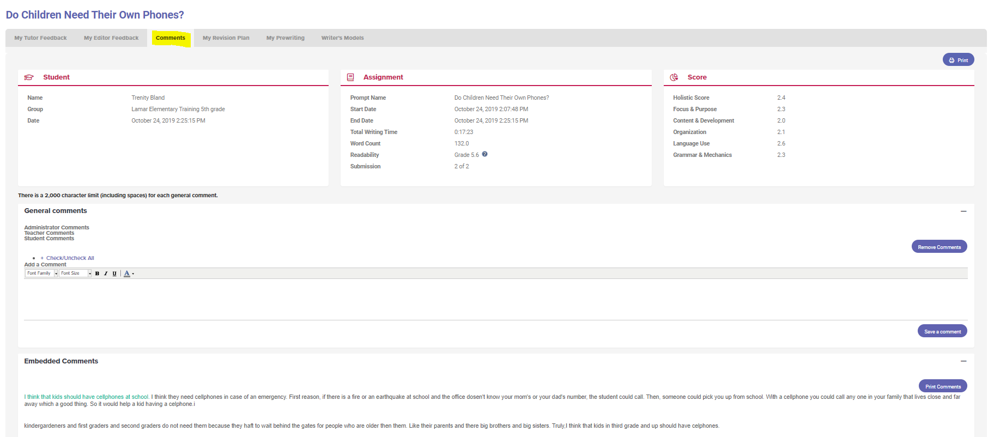 Do Children Need Their Own Phones?
My Tutor Feedback My Editor Feedback Comments My Revision Plan My Prewriting Writer's Models
Print
Student
Name Trenity Bland
Group Lamar Elementary Training 5th grade
Date October 24, 2019 2:25:15 PM
Assignment
Prompt Name Do Children Need Their Own Phones?
Start Date October 24, 2019 2:07:48 PM
End Date October 24, 2019 2:25:15 PM
Total Writing Time 0:17:23
Word Count 132.0
Readability Grade 5.6 ?
Submission 2 of 2
Score
Holistic Score 2.4
Focus & Purpose 2.3
Content & Development 2.0
Organization 2.1
Language Use 2.6
Grammar & Mechanics 2.3
There is a 2,000 character limit (including spaces) for each general comment.
General comments
Administrator Comments
Teacher Comments
Student Comments
Remove Comments
+ Check/Uncheck All
Add a Comment
Font Family Font Size B I U A
Save a comment
Embedded Comments
Print Comments
I think that kids should have cellphones at school. I think they need cellphones in case of an emergency. First reason, if there is a fire or an earthquake at school and the office dosen't know your mom's or your dad's number, the student could call. Then, someone could pick you up from school. With a cellphone you could call any one in your family that lives close and far
away which a good thing. So it would help a kid having a celphone.i
kindergardeners and first graders and second graders do not need them because they haft to wait behind the gates for people who are older then them. Like their parents and there big brothers and big sisters. Truly,I think that kids in third grade and up should have celphones.